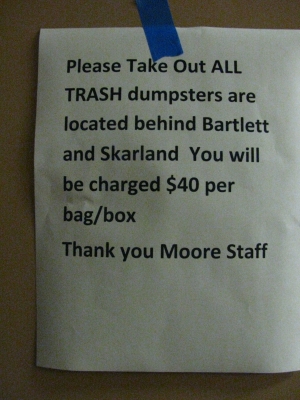 Please Take Out ALL
TRASH dumpsters are
located behind Bartlett
and Skarland  You will
be charged $40 per
bag/box
Thank you Moore Staff